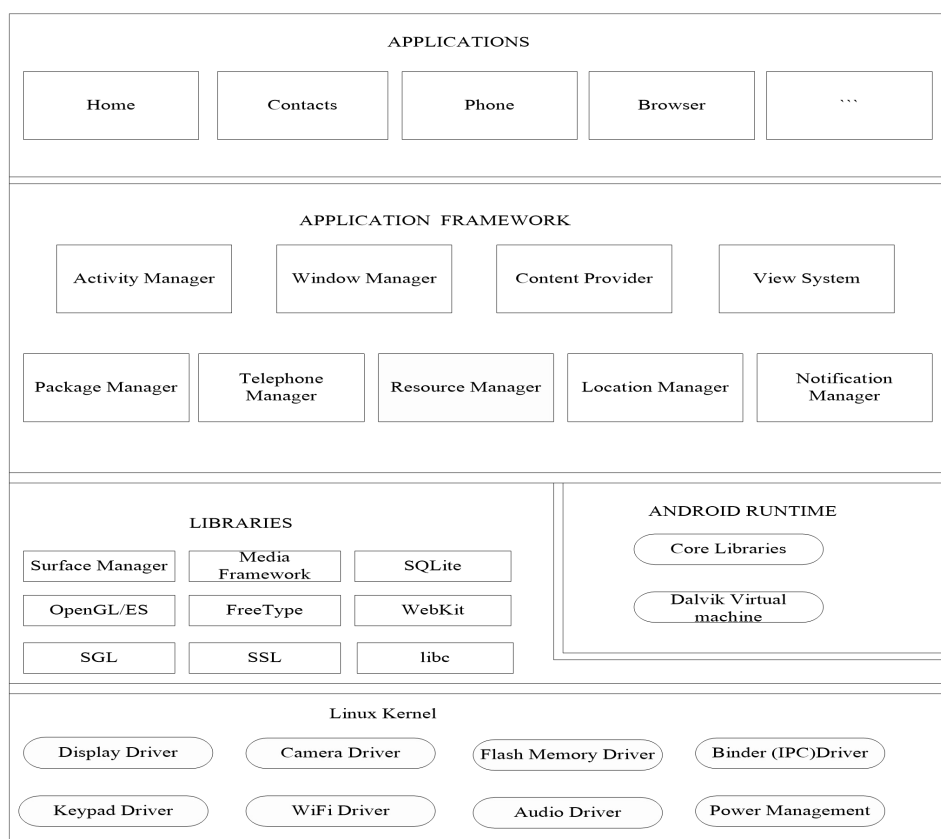 APPLICATIONS
Home
Contacts
Phone
Browser
```
APPLICATION FRAMEWORK
Activity Manager
Window Manager
Content Provider
View System
Package Manager
Telephone
Manager
Resource Manager
Location Manager
Notification
Manager
LIBRARIES
Surface Manager
Media
Framework
SQLite
OpenGL/ES
FreeType
WebKit
SGL
SSL
libc
ANDROID RUNTIME
Core Libraries
Dalvik Virtual
machine
Linux Kernel
Display Driver
Camera Driver
Flash Memory Driver
Binder (IPC)Driver
Keypad Driver
WiFi Driver
Audio Driver
Power Management